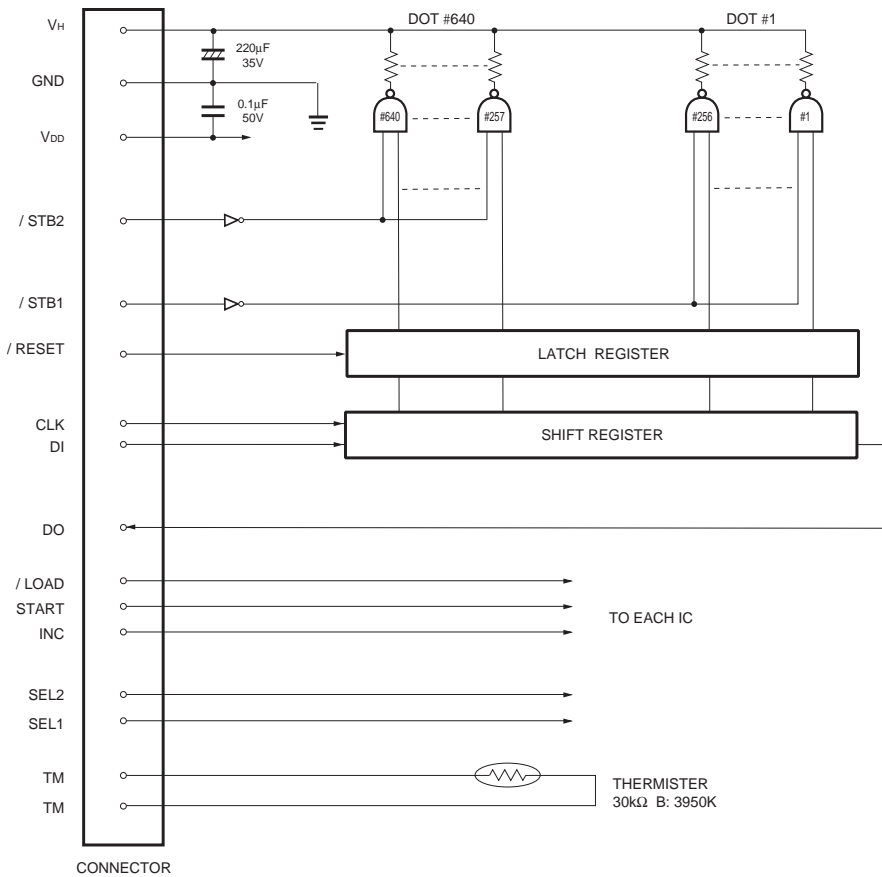 VH
DOT #640
DOT #1
220μF
35V
GND
0.1μF
50V
#640
#257
#256
#1
VDD
/ STB2
/ STB1
/ RESET
LATCH REGISTER
CLK
SHIFT REGISTER
DI
DO
/ LOAD
START
TO EACH IC
INC
SEL2
SEL1
TM
THERMISTER
30kΩ B: 3950K
TM
CONNECTOR